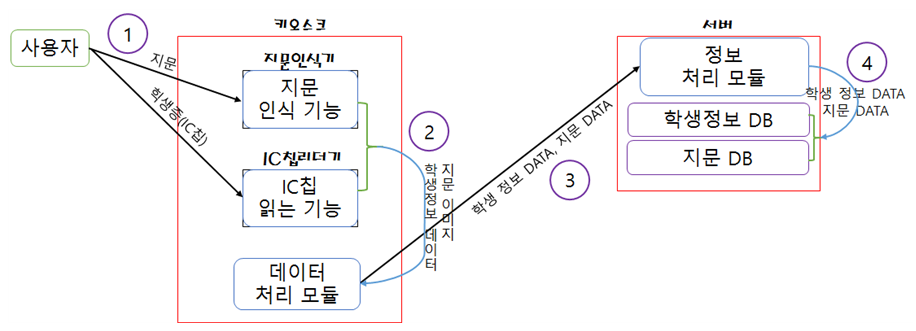 사용자
1
지문
학생증(IC칩)
키오스크
지문인식기
지문
인식 기능
IC칩리더기
IC칩
읽는 기능
데이터
처리 모듈
2
지문 이미지
학생정보 데이터
학생 정보 DATA, 지문 DATA
3
서버
정보
처리 모듈
학생정보 DB
지문 DB
4
학생 정보 DATA
지문 DATA